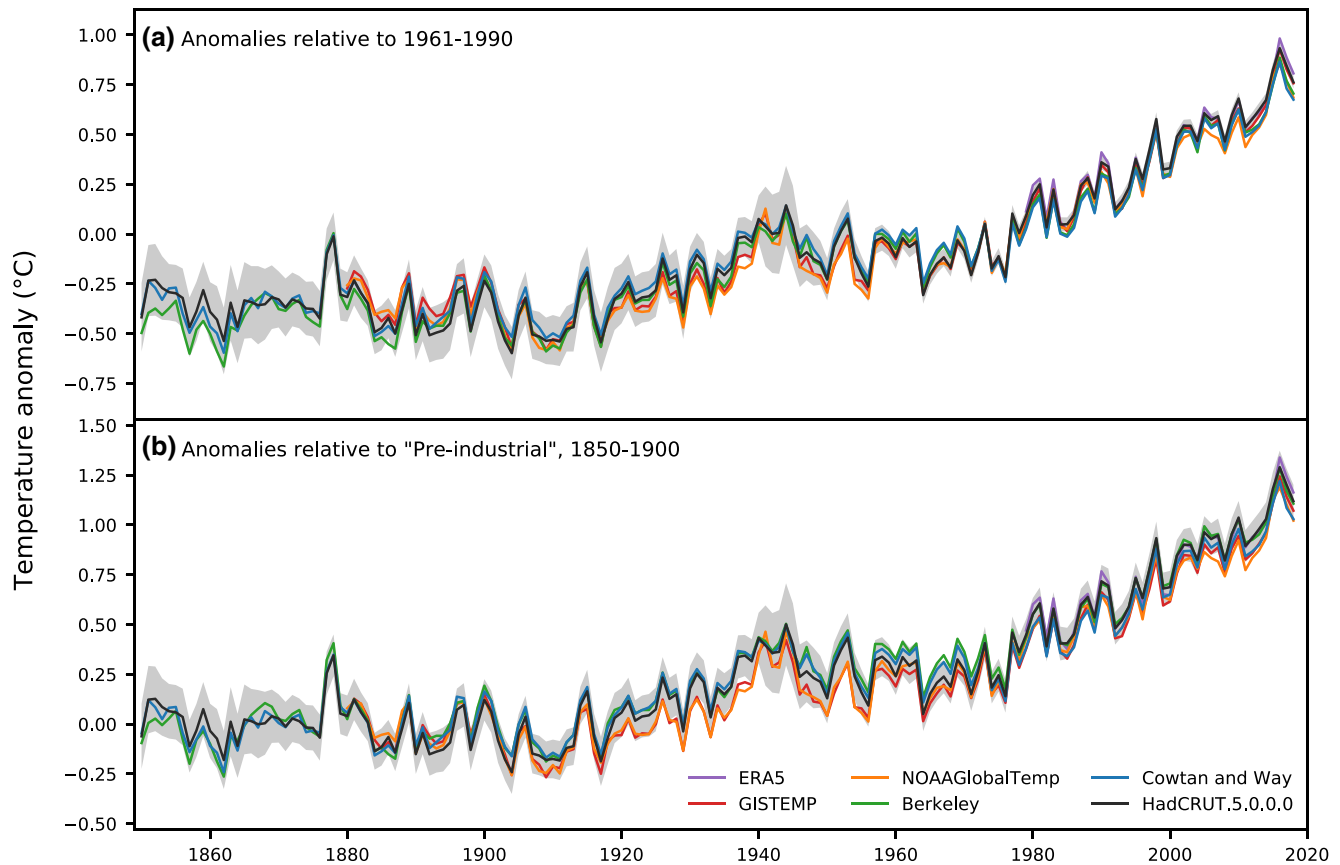 (a) Anomalies relative to 1961-1990
1.00
0.75
0.50
0.25
0.00
−0.25
−0.50
−0.75
Temperature anomaly (°C)
(b) Anomalies relative to "Pre-industrial", 1850-1900
1.50
1.25
1.00
0.75
0.50
0.25
0.00
−0.25
−0.50
ERA5 NOAAGlobalTemp Cowtan and Way
GISTEMP Berkeley HadCRUT.5.0.0.0
1860 1880 1900 1920 1940 1960 1980 2000 2020